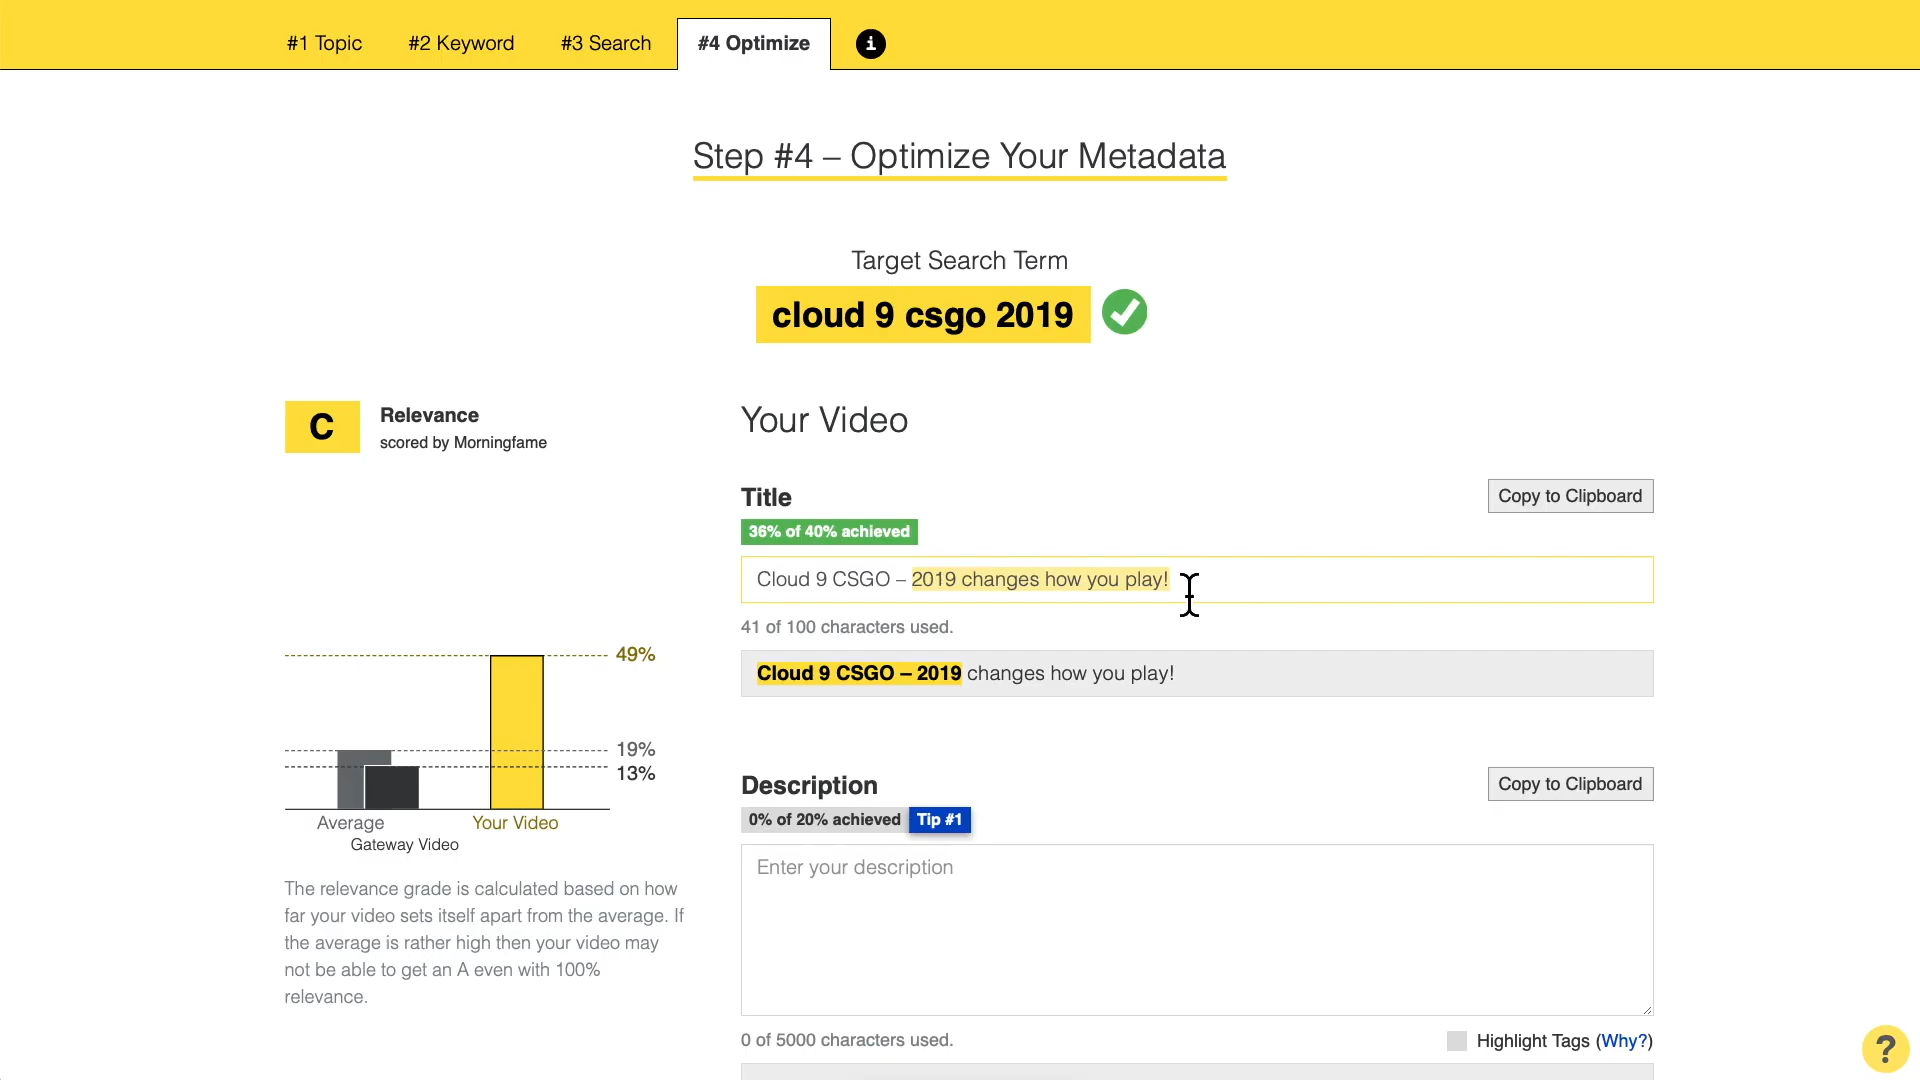 #1 Topic
#2 Keyword
#3 Search
#4 Optimize
i
Step #4 – Optimize Your Metadata
Target Search Term
cloud 9 csgo 2019
C
Relevance
scored by Morningfame
49%
19%
13%
Average
Your Video
Gateway Video
The relevance grade is calculated based on how
far your video sets itself apart from the average. If
the average is rather high then your video may
not be able to get an A even with 100%
relevance.
Your Video
Title
Copy to Clipboard
36% of 40% achieved
Cloud 9 CSGO – 2019 changes how you play!
41 of 100 characters used.
Cloud 9 CSGO – 2019 changes how you play!
Description
Copy to Clipboard
0% of 20% achieved
Tip #1
Enter your description
0 of 5000 characters used.
Highlight Tags (Why?)
?